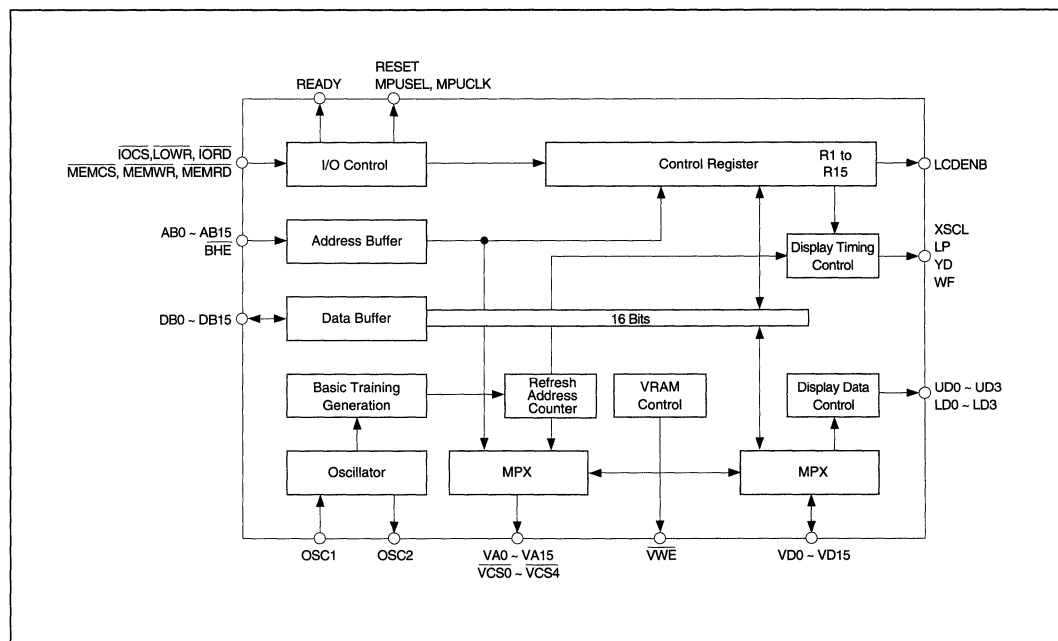 RESET
READY MPUSEL, MPUCLK
IOCS,LOWR, IORD
MEMCS, MEMWR, MEMRD
I/O Control
Control Register
R1 to
R15
LCDENB
AB0 ~ AB15
BHE
Address Buffer
Display Timing
Control
XSCL
LP
YD
WF
DB0 ~ DB15
Data Buffer
16 Bits
Basic Training
Generation
Refresh
Address
Counter
VRAM
Control
Display Data
Control
UD0 ~ UD3
LD0 ~ LD3
Oscillator
MPX
MPX
OSC1
OSC2
VA0 ~ VA15
VCS0 ~ VCS4
VWE
VD0 ~ VD15